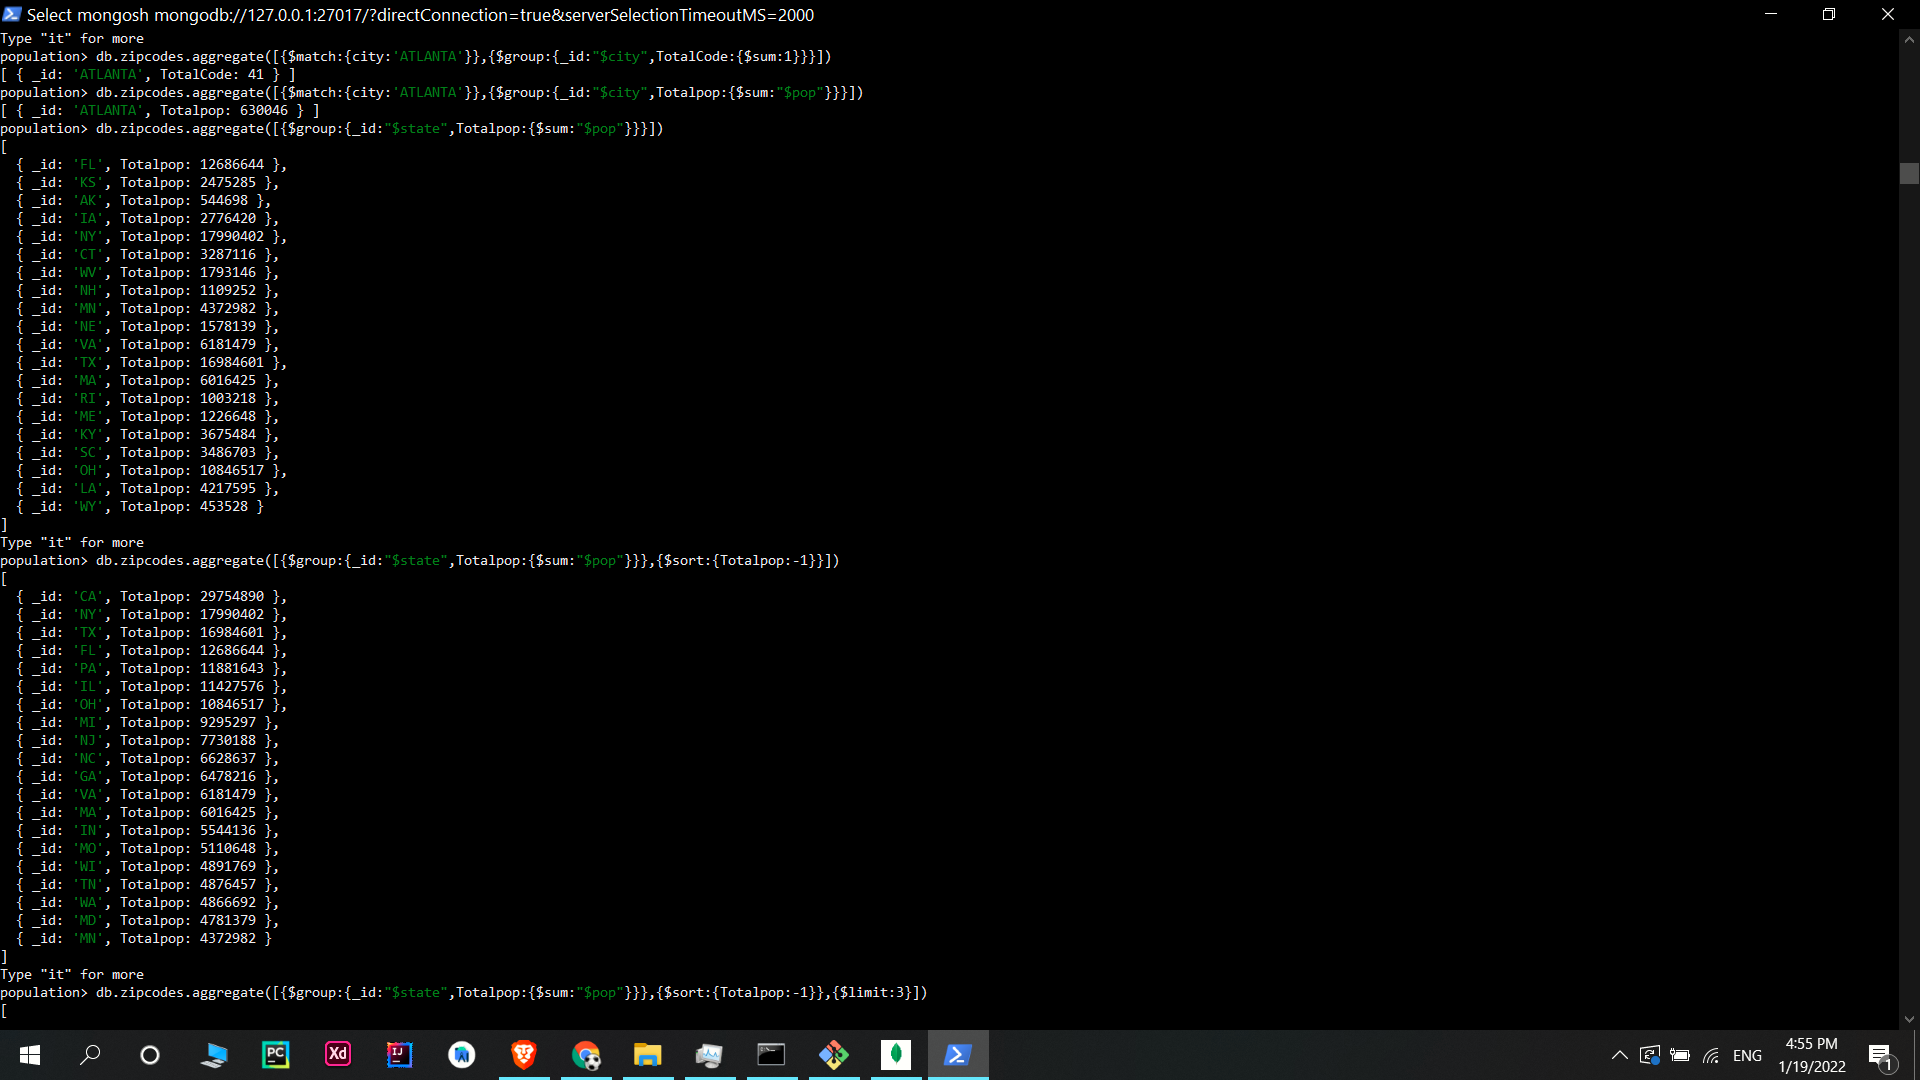 Select mongosh mongodb://127.0.0.1:27017/?directConnection=true&serverSelectionTimeoutMS=2000
Type "it" for more
population> db.zipcodes.aggregate([{$match:{city:'ATLANTA'}},{$group:{_id:"$city",TotalCode:{$sum:1}}}])
[ { _id: 'ATLANTA', TotalCode: 41 } ]
population> db.zipcodes.aggregate([{$match:{city:'ATLANTA'}},{$group:{_id:"$city",Totalpop:{$sum:"$pop"}}}])
[ { _id: 'ATLANTA', Totalpop: 630046 } ]
population> db.zipcodes.aggregate([{$group:{_id:"$state",Totalpop:{$sum:"$pop"}}}])
[
  { _id: 'FL', Totalpop: 12686644 },
  { _id: 'KS', Totalpop: 2475285 },
  { _id: 'AK', Totalpop: 544698 },
  { _id: 'IA', Totalpop: 2776420 },
  { _id: 'NY', Totalpop: 17990402 },
  { _id: 'CT', Totalpop: 3287116 },
  { _id: 'WV', Totalpop: 1793146 },
  { _id: 'NH', Totalpop: 1109252 },
  { _id: 'MN', Totalpop: 4372982 },
  { _id: 'NE', Totalpop: 1578139 },
  { _id: 'VA', Totalpop: 6181479 },
  { _id: 'TX', Totalpop: 16984601 },
  { _id: 'MA', Totalpop: 6016425 },
  { _id: 'RI', Totalpop: 1003218 },
  { _id: 'ME', Totalpop: 1226648 },
  { _id: 'KY', Totalpop: 3675484 },
  { _id: 'SC', Totalpop: 3486703 },
  { _id: 'OH', Totalpop: 10846517 },
  { _id: 'LA', Totalpop: 4217595 },
  { _id: 'WY', Totalpop: 453528 }
]
Type "it" for more
population> db.zipcodes.aggregate([{$group:{_id:"$state",Totalpop:{$sum:"$pop"}}},{$sort:{Totalpop:-1}}])
[
  { _id: 'CA', Totalpop: 29754890 },
  { _id: 'NY', Totalpop: 17990402 },
  { _id: 'TX', Totalpop: 16984601 },
  { _id: 'FL', Totalpop: 12686644 },
  { _id: 'PA', Totalpop: 11881643 },
  { _id: 'IL', Totalpop: 11427576 },
  { _id: 'OH', Totalpop: 10846517 },
  { _id: 'MI', Totalpop: 9295297 },
  { _id: 'NJ', Totalpop: 7730188 },
  { _id: 'NC', Totalpop: 6628637 },
  { _id: 'GA', Totalpop: 6478216 },
  { _id: 'VA', Totalpop: 6181479 },
  { _id: 'MA', Totalpop: 6016425 },
  { _id: 'IN', Totalpop: 5544136 },
  { _id: 'MO', Totalpop: 5110648 },
  { _id: 'WI', Totalpop: 4891769 },
  { _id: 'TN', Totalpop: 4876457 },
  { _id: 'WA', Totalpop: 4866692 },
  { _id: 'MD', Totalpop: 4781379 },
  { _id: 'MN', Totalpop: 4372982 }
]
Type "it" for more
population> db.zipcodes.aggregate([{$group:{_id:"$state",Totalpop:{$sum:"$pop"}}},{$sort:{Totalpop:-1}},{$limit:3}])
[
PC
Xd
IJ
ENG
4:55 PM
1/19/2022
1